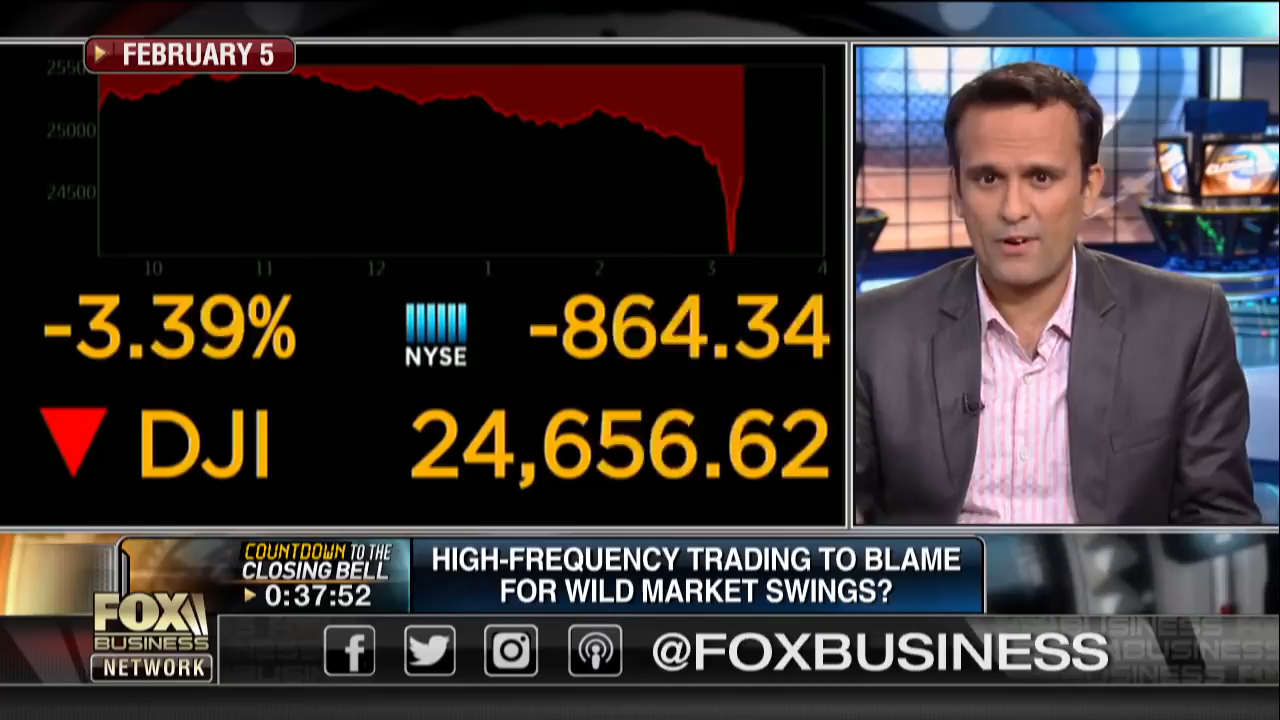 FEBRUARY 5
25500
25000
24500
10 11 12 1 2 3 4
-3.39% NYSE -864.34
DJI 24,656.62
COUNTDOWN TO THE
CLOSING BELL
0:37:52
HIGH-FREQUENCY TRADING TO BLAME
FOR WILD MARKET SWINGS?
FOX
BUSINESS
NETWORK
@FOXBUSINESS